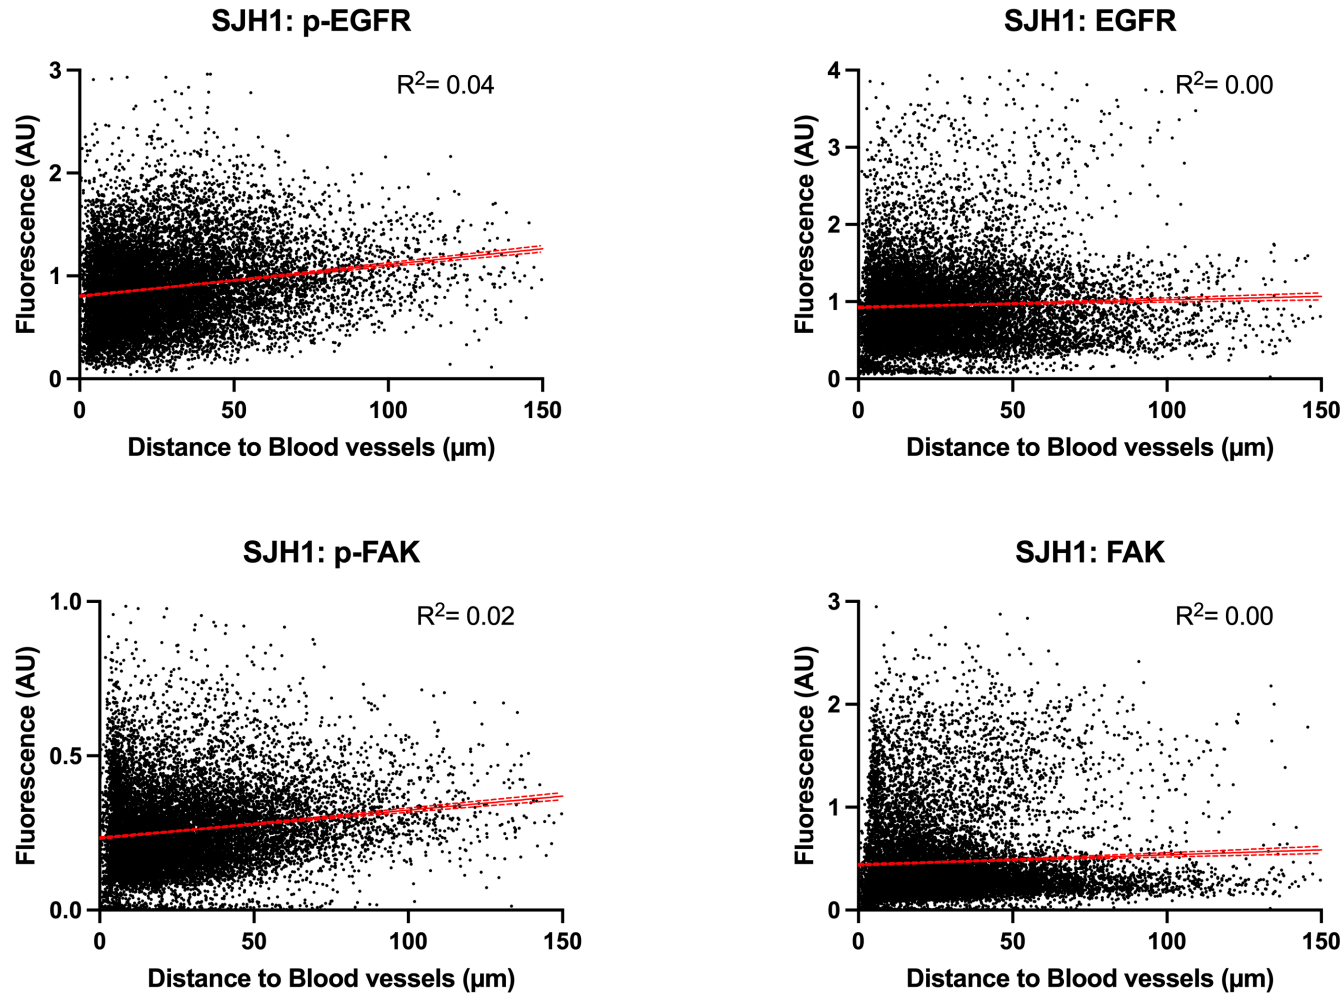 SJH1: p-EGFR
R²= 0.04
3
2
1
0
Fluorescence (AU)
0 50 100 150
Distance to Blood vessels (µm)
SJH1: EGFR
R²= 0.00
4
3
2
1
0
Fluorescence (AU)
0 50 100 150
Distance to Blood vessels (µm)
SJH1: p-FAK
R²= 0.02
1.0
0.5
0.0
Fluorescence (AU)
0 50 100 150
Distance to Blood vessels (µm)
SJH1: FAK
R²= 0.00
3
2
1
0
Fluorescence (AU)
0 50 100 150
Distance to Blood vessels (µm)